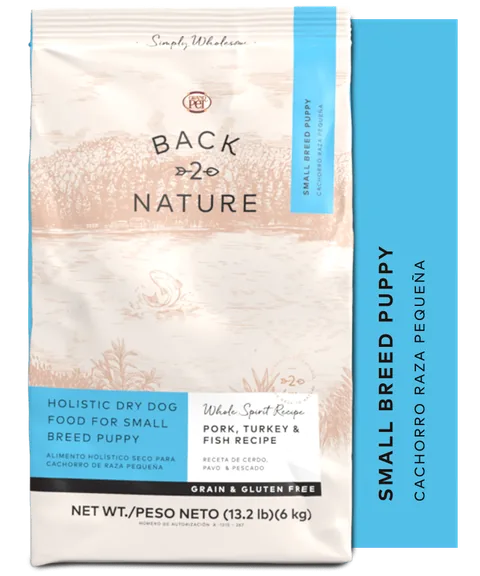 Simply Wholesome
BACK
2
NATURE
SMALL BREED PUPPY
CACHORRO RAZA PEQUEÑA
2
HOLISTIC DRY DOG
FOOD FOR SMALL
BREED PUPPY
ALIMENTO HOLÍSTICO SECO PARA
CACHORRO DE RAZA PEQUEÑA
Whole Spirit Recipe
PORK, TURKEY &
FISH RECIPE
RECETA DE CERDO,
PAVO & PESCADO
GRAIN & GLUTEN FREE
NET WT./PESO NETO (13.2 lb)(6 kg)
SMALL BREED PUPPY
CACHORRO RAZA PEQUEÑA